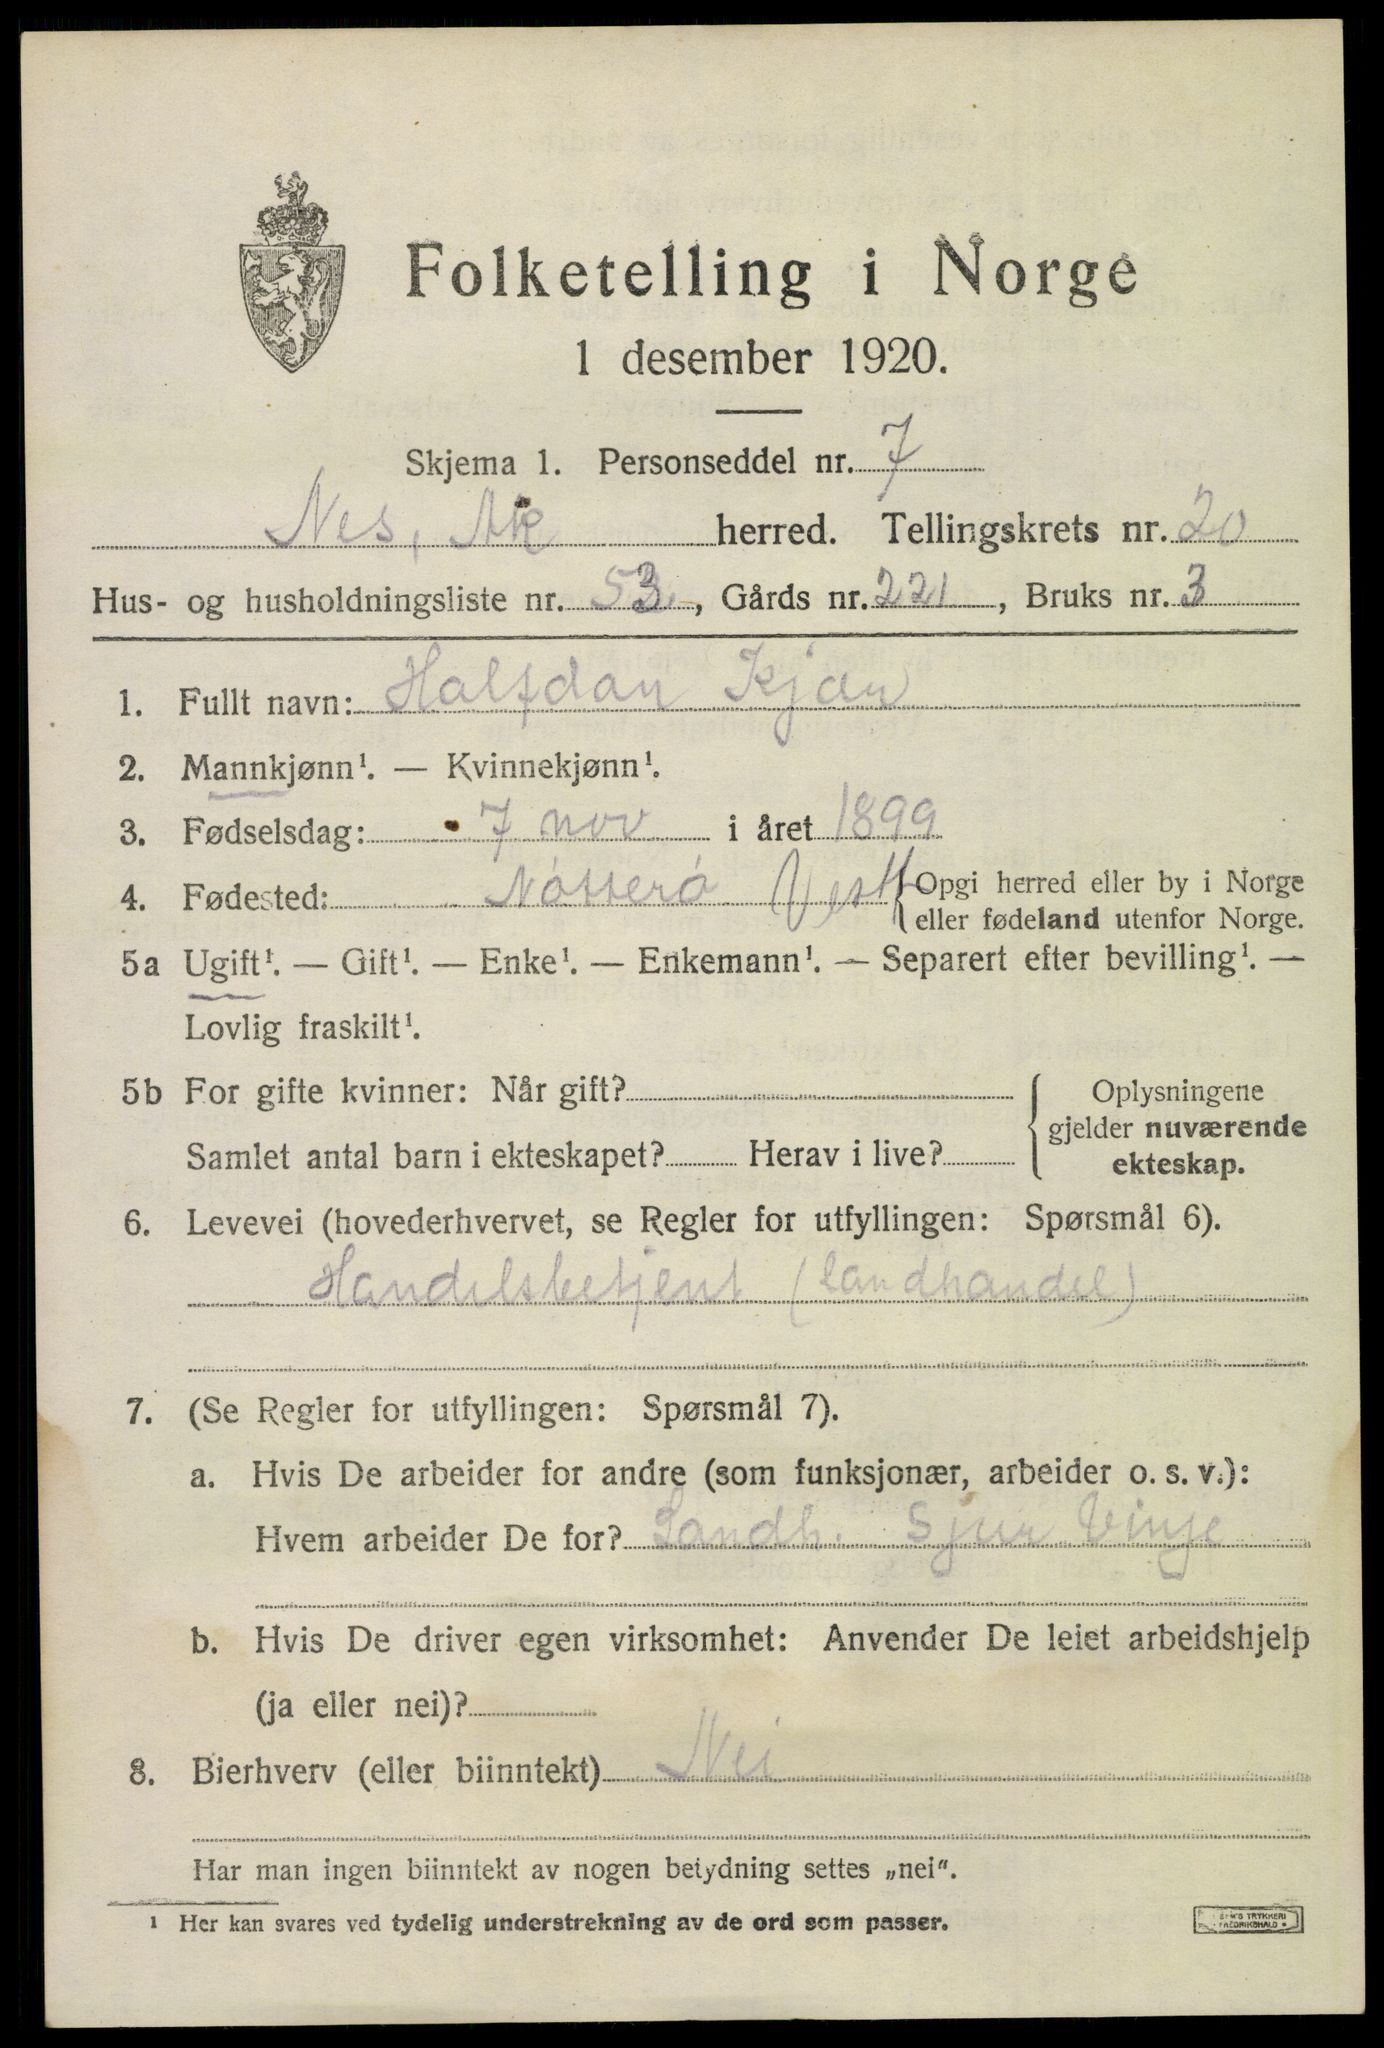 Folketelling i Norge
1 desember 1920.
Skjema 1. Personseddel nr. 7
Nes, Ak herred. Tellingskrets nr. 20
Hus- og husholdningsliste nr. 53, Gårds nr. 221, Bruks nr. 3
1. Fullt navn: Halfdan Kjær
2. Mannkjønn¹. — Kvinnekjønn¹.
3. Fødselsdag: 7 nov i året 1899
4. Fødested: Nøtterø Vestf { Opgi herred eller by i Norge
eller fødeland utenfor Norge.
5a Ugift¹. — Gift¹. — Enke¹. — Enkemann¹. — Separert efter bevilling¹. —
Lovlig fraskilt¹.
5b For gifte kvinner: Når gift?
Samlet antal barn i ekteskapet? Herav i live?
Oplysningene
gjelder nuværende
ekteskap.
6. Levevei (hovederhvervet, se Regler for utfyllingen: Spørsmål 6).
Handelsbetjent (landhandel)
7. (Se Regler for utfyllingen: Spørsmål 7).
a. Hvis De arbeider for andre (som funksjonær, arbeider o. s. v.):
Hvem arbeider De for? Landh. Sjur Vinje
b. Hvis De driver egen virksomhet: Anvender De leiet arbeidshjelp
(ja eller nei)?
8. Bierhverv (eller biinntekt) Nei
Har man ingen biinntekt av nogen betydning settes „nei".
¹ Her kan svares ved tydelig understrekning av de ord som passer.
TRYKKERI
FREDRIKSHALD